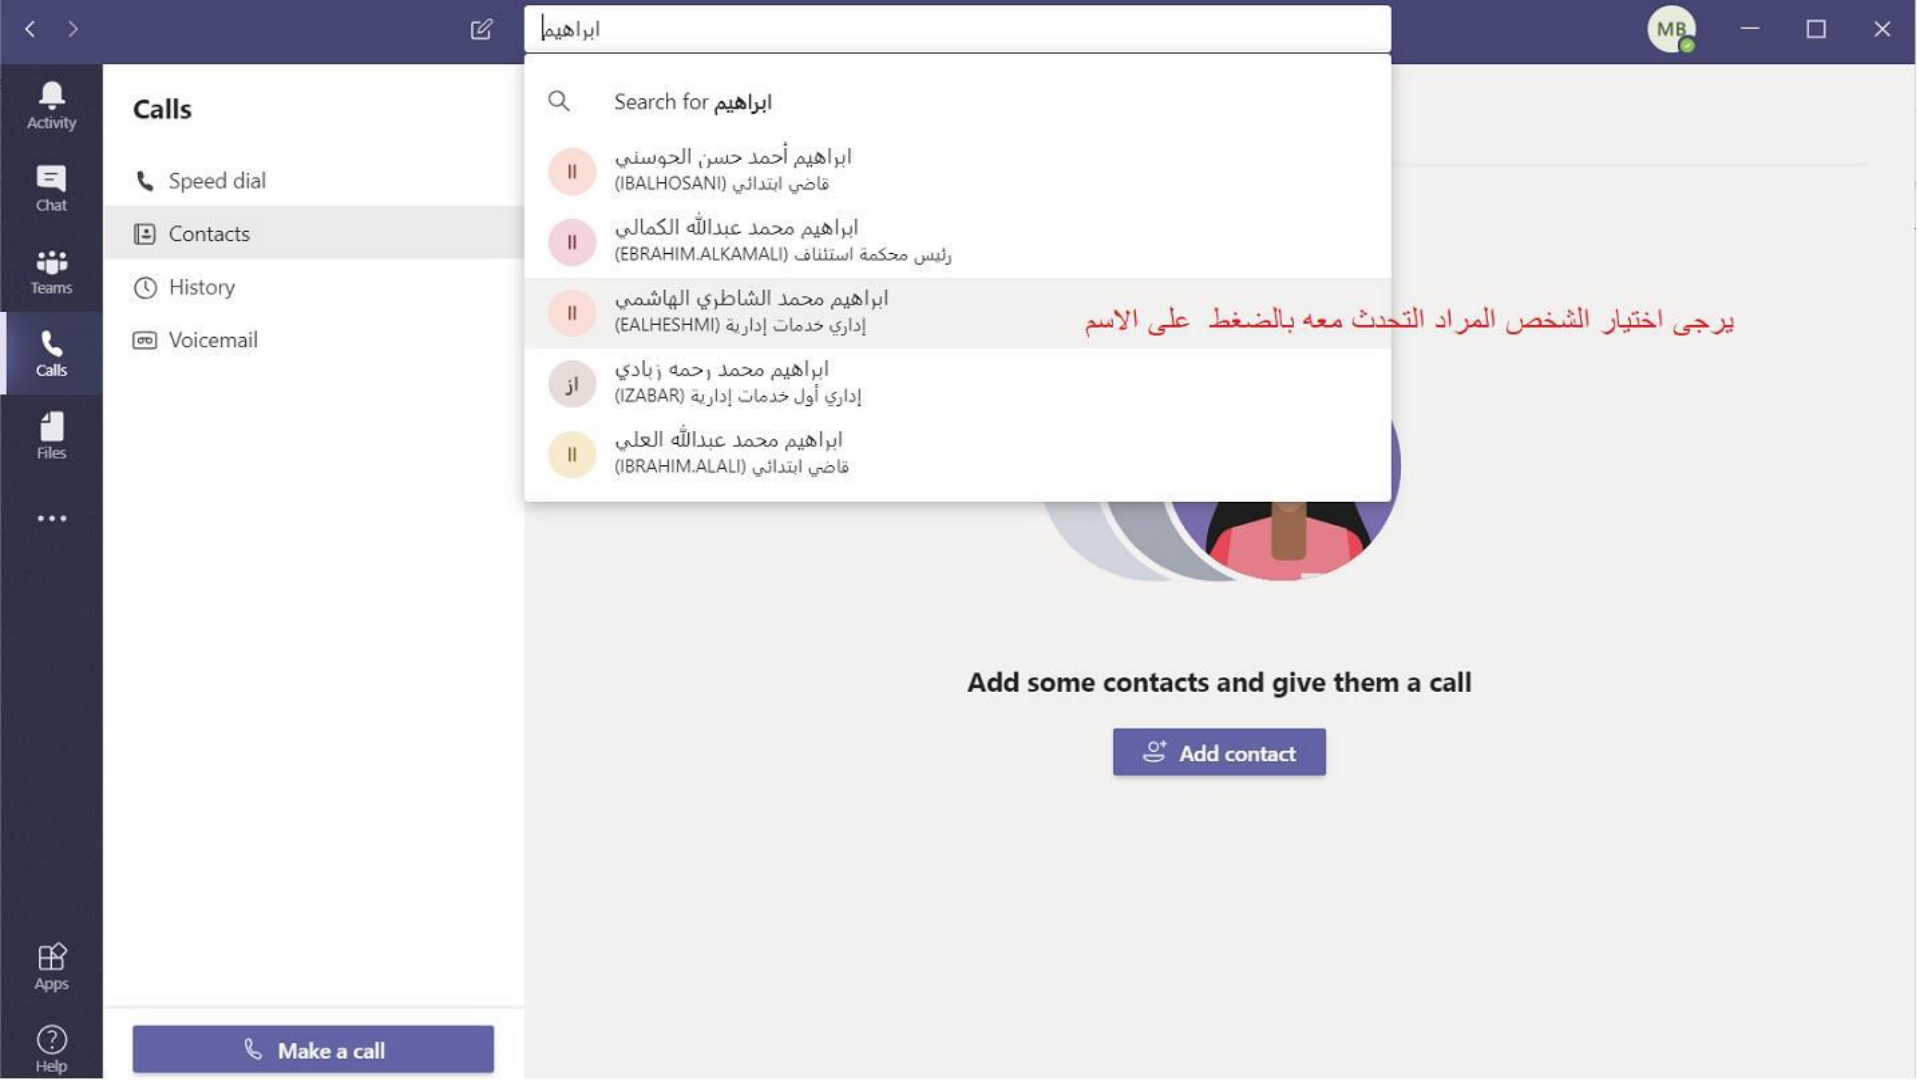 ابراهيم
MB
Activity
Chat
Teams
Calls
Files
Apps
Help
Calls
Speed dial
Contacts
History
Voicemail
Make a call
Search for ابراهيم
اا
ابراهيم أحمد حسن الحوسني
قاضي ابتدائي (IBALHOSANI)
اا
ابراهيم محمد عبدالله الكمالي
رئيس محكمة استئناف (EBRAHIM.ALKAMALI)
اا
ابراهيم محمد الشاطري الهاشمي
إداري خدمات إدارية (EALHESHMI)
از
ابراهيم محمد رحمه زبادي
إداري أول خدمات إدارية (IZABAR)
اا
ابراهيم محمد عبدالله العلي
قاضي ابتدائي (IBRAHIM.ALALI)
يرجى اختيار الشخص المراد التحدث معه بالضغط على الاسم
Add some contacts and give them a call
Add contact